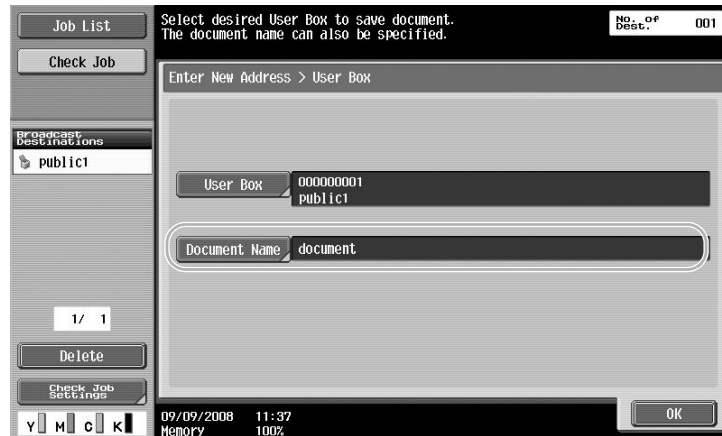 Job List
Check Job
Select desired User Box to save document.
The document name can also be specified.
No. of
Dest.
001
Enter New Address > User Box
Broadcast
Destinations
public1
User Box
000000001
public1
Document Name
document
1/ 1
Delete
Check Job
Settings
Y M C K
09/09/2008 11:37
Memory 100%
OK